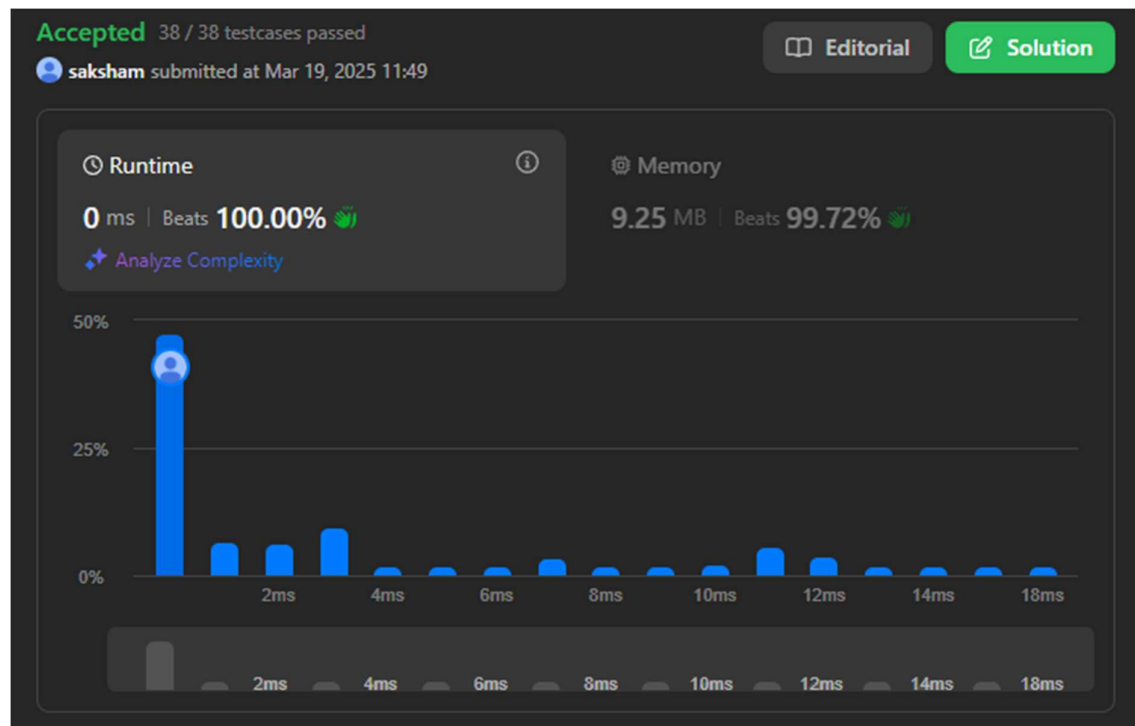 Accepted 38 / 38 testcases passed
Editorial
Solution
saksham submitted at Mar 19, 2025 11:49
Runtime
0 ms | Beats 100.00%
Analyze Complexity
Memory
9.25 MB | Beats 99.72%
50%
25%
0%
2ms 4ms 6ms 8ms 10ms 12ms 14ms 18ms
2ms 4ms 6ms 8ms 10ms 12ms 14ms 18ms